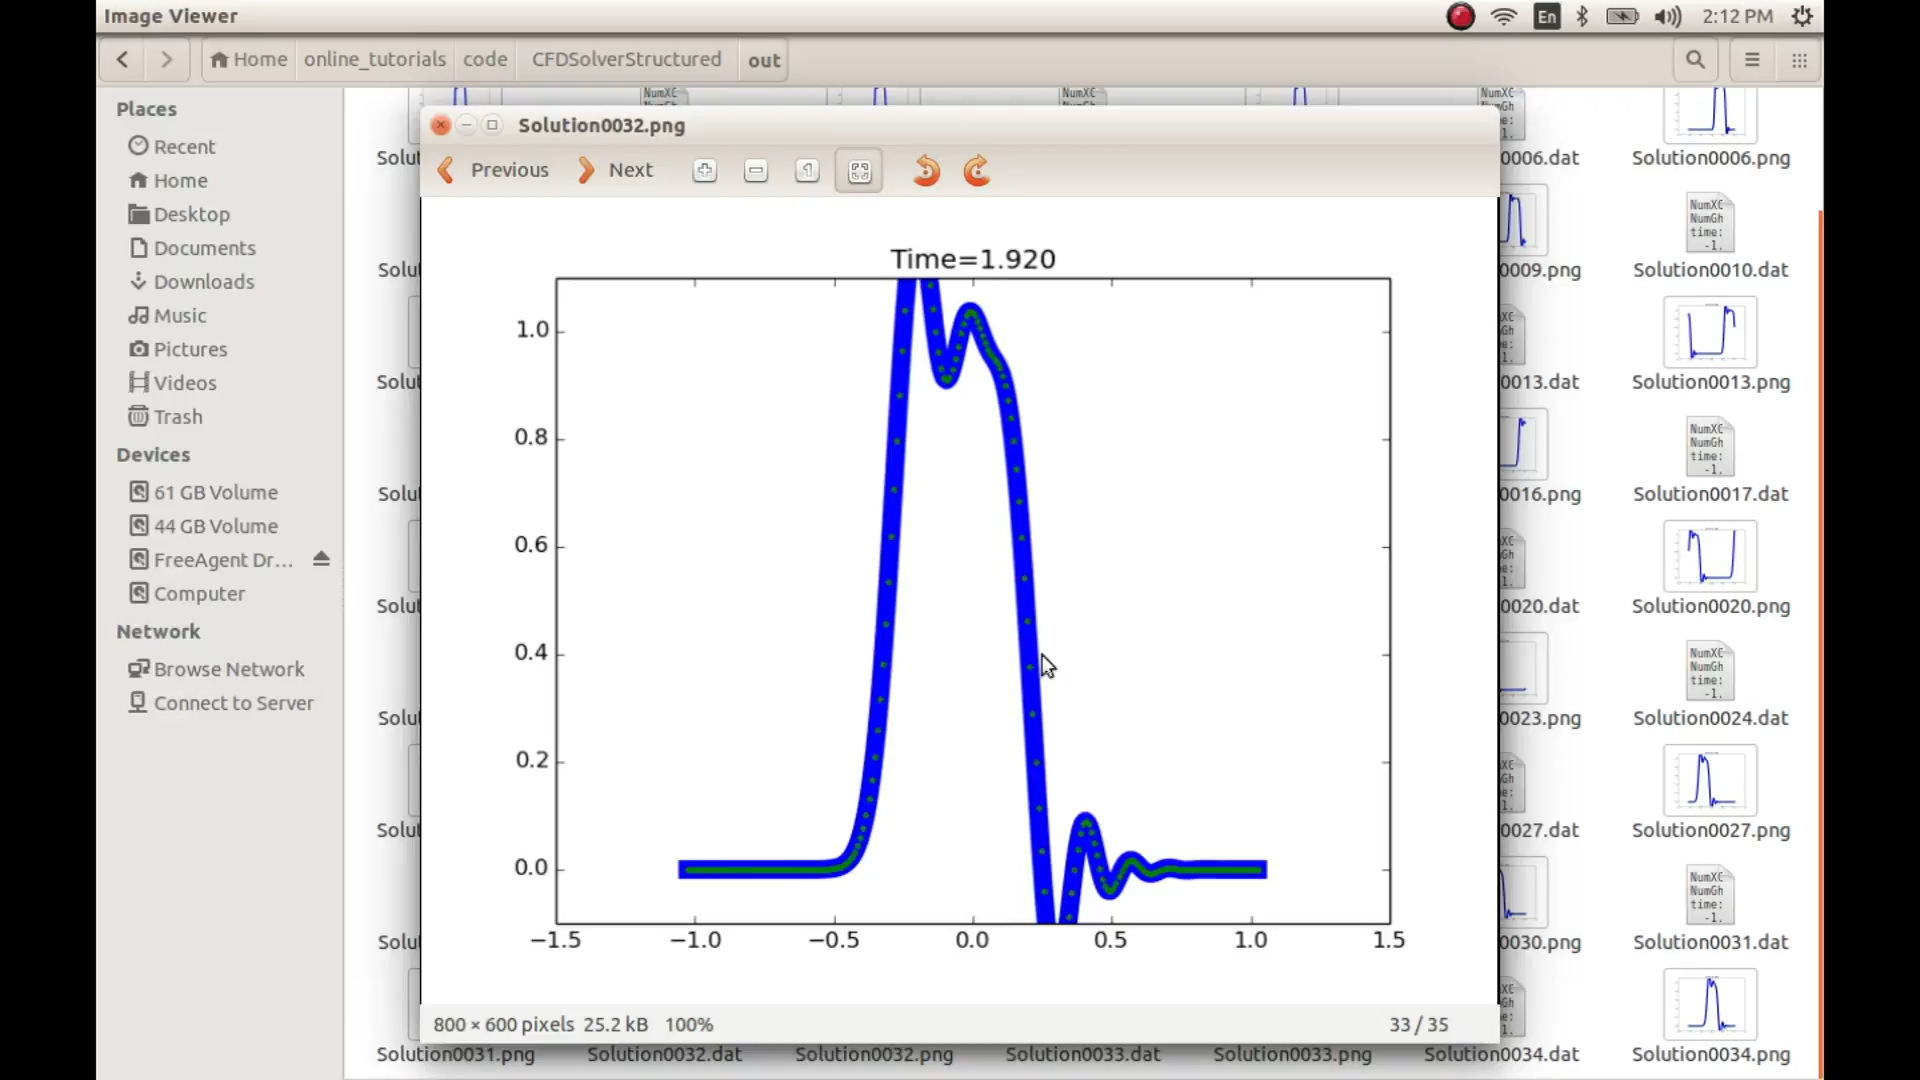 Image Viewer
En
2:12 PM
Home
online_tutorials
code
CFDSolverStructured
out
Places
Recent
Home
Desktop
Documents
Downloads
Music
Pictures
Videos
Trash
Devices
61 GB Volume
44 GB Volume
FreeAgent Dr...
Computer
Network
Browse Network
Connect to Server
Solution0032.png
Previous
Next
Time=1.920
1.0
0.8
0.6
0.4
0.2
0.0
−1.5 −1.0 −0.5 0.0 0.5 1.0 1.5
800 × 600 pixels 25.2 kB 100%
33 / 35
0006.dat
Solution0006.png
0009.png
Solution0010.dat
0013.dat
Solution0013.png
0016.png
Solution0017.dat
0020.dat
Solution0020.png
0023.png
Solution0024.dat
0027.dat
Solution0027.png
0030.png
Solution0031.dat
Solution0031.png
Solution0032.dat
Solution0032.png
Solution0033.dat
Solution0033.png
Solution0034.dat
Solution0034.png